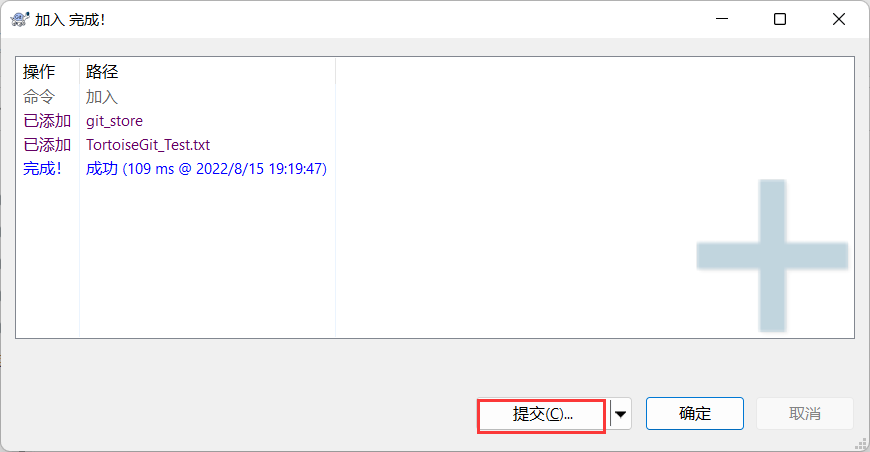 加入 完成!
操作 路径
命令 加入
已添加 git_store
已添加 TortoiseGit_Test.txt
完成! 成功 (109 ms @ 2022/8/15 19:19:47)
提交(C)... 确定 取消